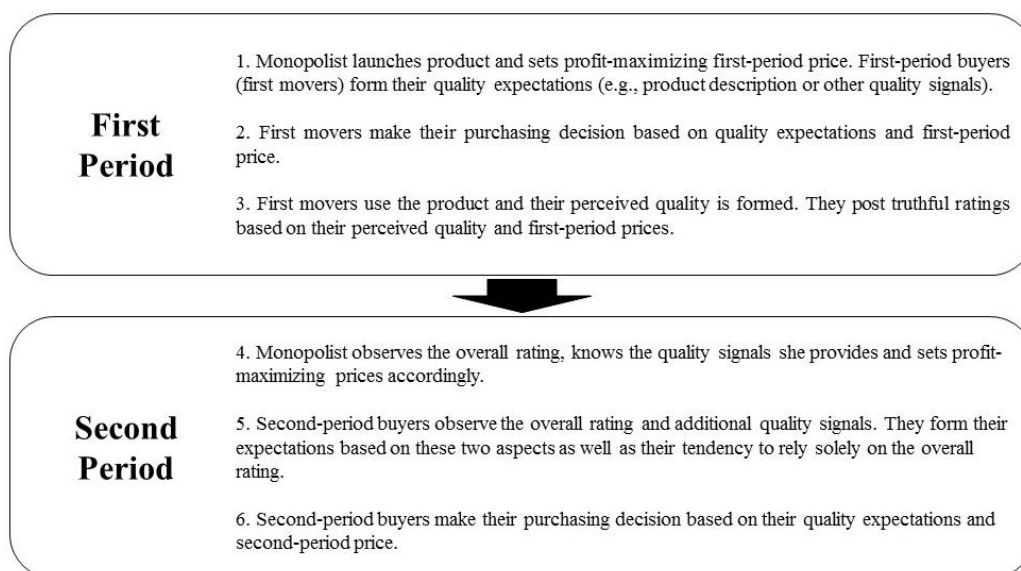 First
Period
1. Monopolist launches product and sets profit-maximizing first-period price. First-period buyers
(first movers) form their quality expectations (e.g., product description or other quality signals).
2. First movers make their purchasing decision based on quality expectations and first-period
price.
3. First movers use the product and their perceived quality is formed. They post truthful ratings
based on their perceived quality and first-period prices.
Second
Period
4. Monopolist observes the overall rating, knows the quality signals she provides and sets profit-
maximizing prices accordingly.
5. Second-period buyers observe the overall rating and additional quality signals. They form their
expectations based on these two aspects as well as their tendency to rely solely on the overall
rating.
6. Second-period buyers make their purchasing decision based on their quality expectations and
second-period price.